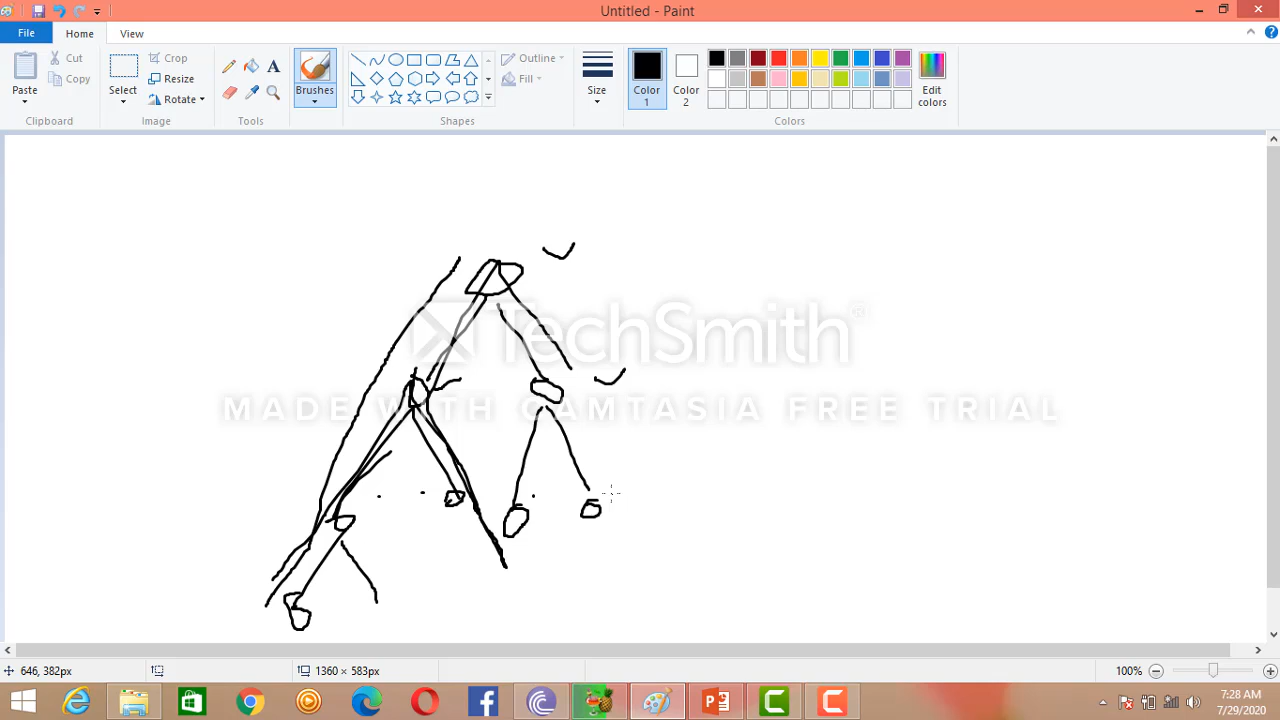 Untitled - Paint
File Home View
Paste
Cut
Copy
Clipboard
Select
Crop
Resize
Rotate
Image
A
Tools
Brushes
Shapes
Outline
Fill
Size
Color 1
Color 2
Edit colors
Colors
TechSmith®
MADE WITH CAMTASIA FREE TRIAL
646, 382px
1360 × 583px
100%
7:28 AM
7/29/2020